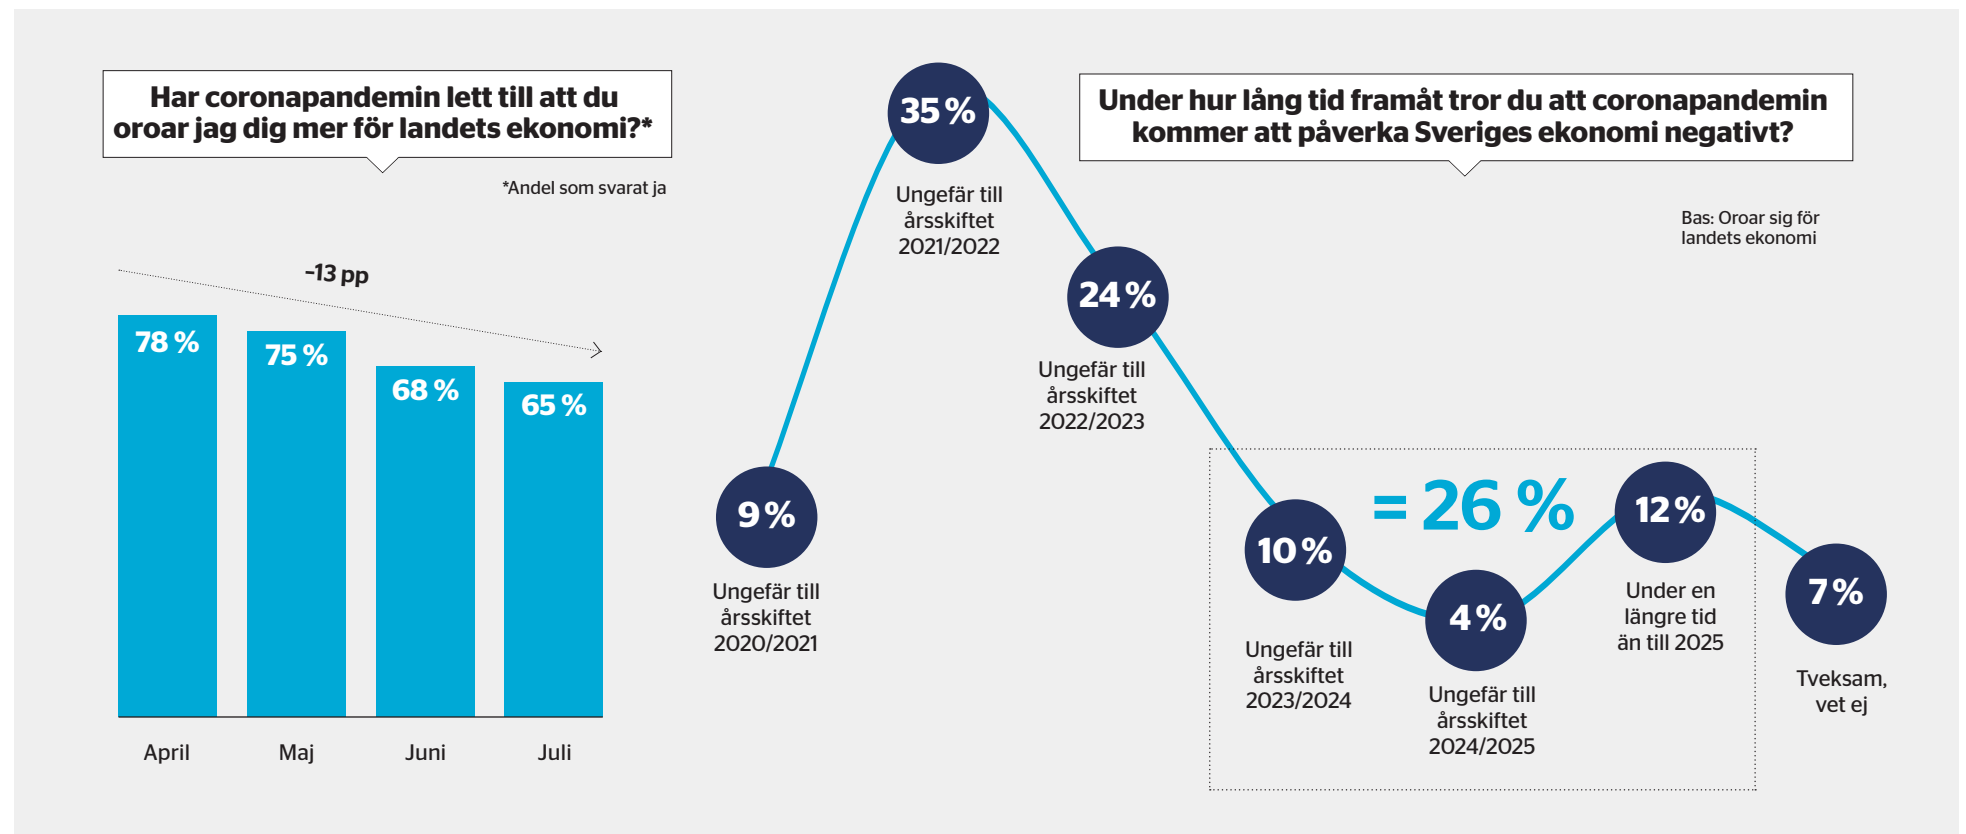 Har coronapandemin lett till att du
oroar jag dig mer för landets ekonomi?*
*Andel som svarat ja
-13 pp
78 %
75 %
68 %
65 %
April
Maj
Juni
Juli
Under hur lång tid framåt tror du att coronapandemin
kommer att påverka Sveriges ekonomi negativt?
Bas: Oroar sig för
landets ekonomi
9 %
Ungefär till
årsskiftet
2020/2021
35 %
Ungefär till
årsskiftet
2021/2022
24 %
Ungefär till
årsskiftet
2022/2023
= 26 %
10 %
Ungefär till
årsskiftet
2023/2024
4 %
Ungefär till
årsskiftet
2024/2025
12 %
Under en
längre tid
än till 2025
7 %
Tveksam,
vet ej